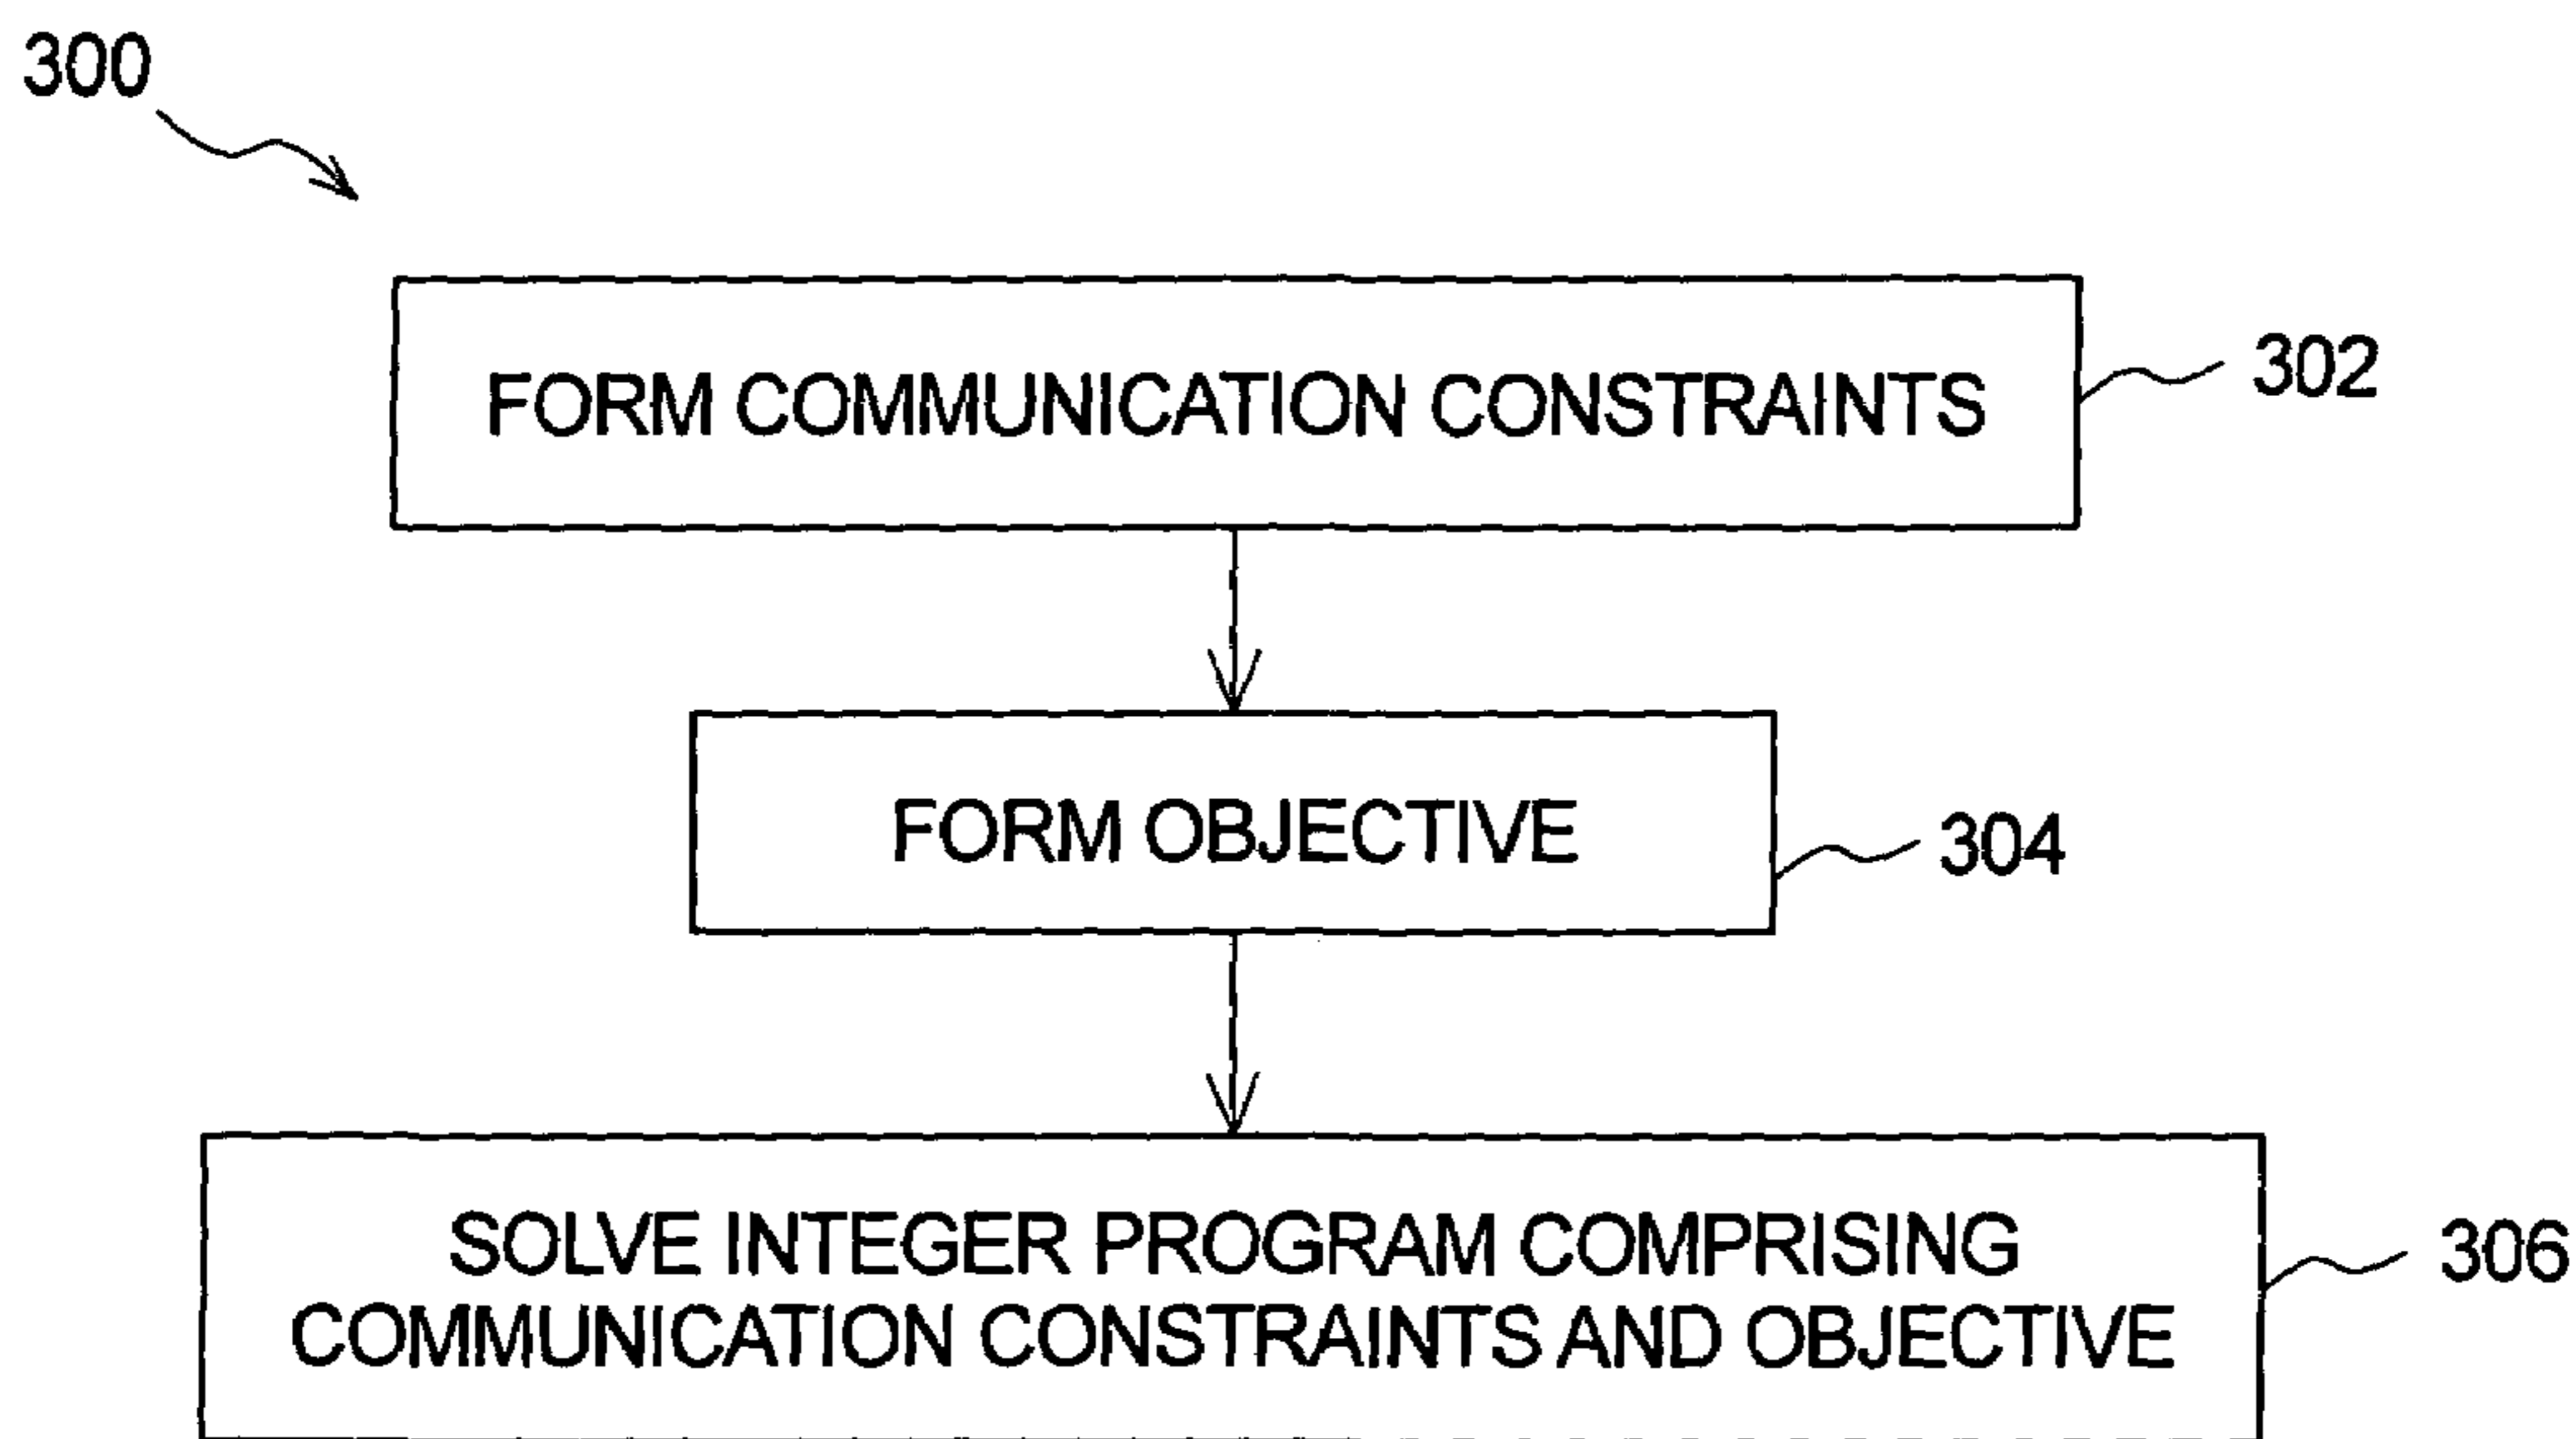 300
FORM COMMUNICATION CONSTRAINTS
302
FORM OBJECTIVE
304
SOLVE INTEGER PROGRAM COMPRISING
COMMUNICATION CONSTRAINTS AND OBJECTIVE
306